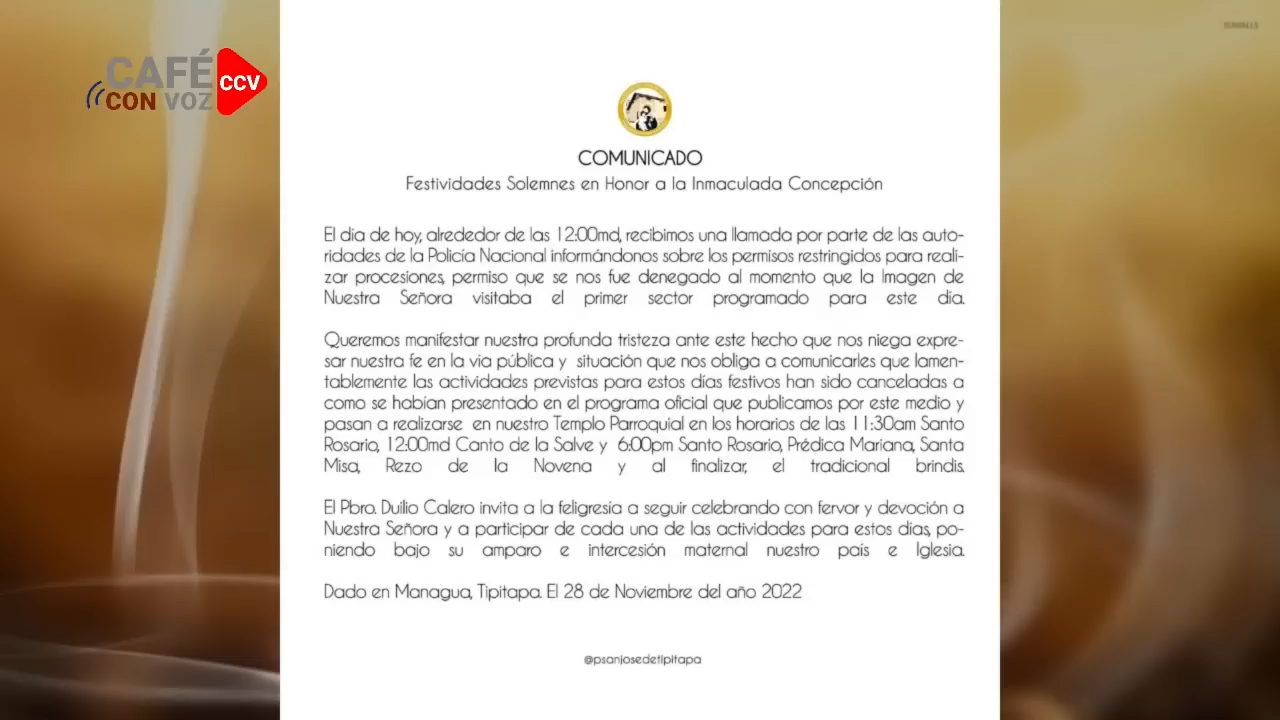 CAFÉ
CON VOZ
CCV
COMUNICADO
Festividades Solemnes en Honor a la Inmaculada Concepción
El día de hoy, alrededor de las 12:00md, recibimos una llamada por parte de las auto-
ridades de la Policía Nacional informándonos sobre los permisos restringidos para reali-
zar procesiones, permiso que se nos fue denegado al momento que la Imagen de
Nuestra Señora visitaba el primer sector programado para este día.
Queremos manifestar nuestra profunda tristeza ante este hecho que nos niega expre-
sar nuestra fe en la vía pública y situación que nos obliga a comunicarles que lamen-
tablemente las actividades previstas para estos días festivos han sido canceladas a
como se habían presentado en el programa oficial que publicamos por este medio y
pasan a realizarse en nuestro Templo Parroquial en los horarios de las 11:30am Santo
Rosario, 12:00md Canto de la Salve y 6:00pm Santo Rosario, Prédica Mariana, Santa
Misa, Rezo de la Novena y al finalizar, el tradicional brindis.
El Pbro. Duilio Calero invita a la feligresía a seguir celebrando con fervor y devoción a
Nuestra Señora y a participar de cada una de las actividades para estos días, po-
niendo bajo su amparo e intercesión maternal nuestro país e Iglesia.
Dado en Managua, Tipitapa. El 28 de Noviembre del año 2022
@psanjosedetipitapa